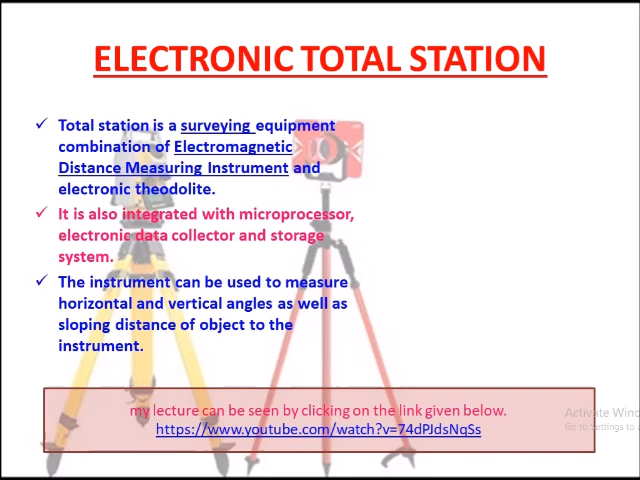 ELECTRONIC TOTAL STATION
✓ Total station is a surveying equipment
combination of Electromagnetic
Distance Measuring Instrument and
electronic theodolite.
✓ It is also integrated with microprocessor,
electronic data collector and storage
system.
✓ The instrument can be used to measure
horizontal and vertical angles as well as
sloping distance of object to the
instrument.
my lecture can be seen by clicking on the link given below.
https://www.youtube.com/watch?v=74dPJdsNqSs
Activate Wind
Go to Settings to a